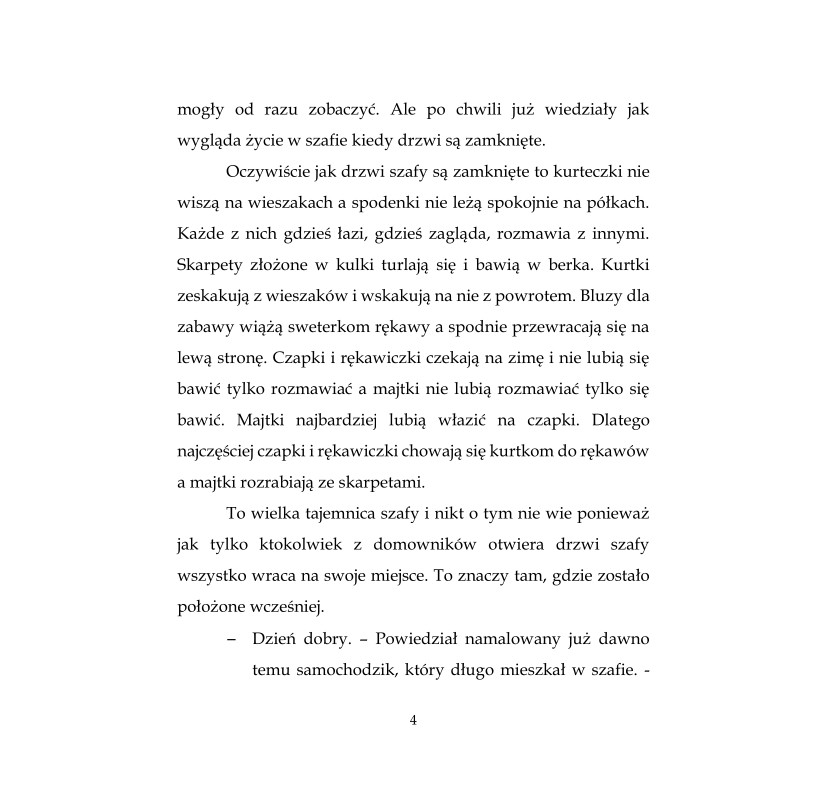 mogły od razu zobaczyć. Ale po chwili już wiedziały jak
wygląda życie w szafie kiedy drzwi są zamknięte.
Oczywiście jak drzwi szafy są zamknięte to kurteczki nie
wiszą na wieszakach a spodenki nie leżą spokojnie na półkach.
Każde z nich gdzieś łazi, gdzieś zagląda, rozmawia z innymi.
Skarpety złożone w kulki turlają się i bawią w berka. Kurtki
zeskakują z wieszaków i wskakują na nie z powrotem. Bluzy dla
zabawy wiążą sweterkom rękawy a spodnie przewracają się na
lewą stronę. Czapki i rękawiczki czekają na zimę i nie lubią się
bawić tylko rozmawiać a majtki nie lubią rozmawiać tylko się
bawić. Majtki najbardziej lubią włazić na czapki. Dlatego
najczęściej czapki i rękawiczki chowają się kurtkom do rękawów
a majtki rozrabiają ze skarpetami.
To wielka tajemnica szafy i nikt o tym nie wie ponieważ
jak tylko ktokolwiek z domowników otwiera drzwi szafy
wszystko wraca na swoje miejsce. To znaczy tam, gdzie zostało
położone wcześniej.
– Dzień dobry. – Powiedział namalowany już dawno
temu samochodzik, który długo mieszkał w szafie. -
4